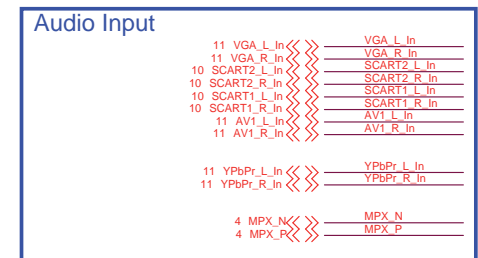 Audio Input
11 VGA_L_In VGA_L_In
11 VGA_R_In VGA_R_In
10 SCART2_L_In SCART2_L_In
10 SCART2_R_In SCART2_R_In
10 SCART1_L_In SCART1_L_In
10 SCART1_R_In SCART1_R_In
11 AV1_L_In AV1_L_In
11 AV1_R_In AV1_R_In
11 YPbPr_L_In YPbPr_L_In
11 YPbPr_R_In YPbPr_R_In
4 MPX_N MPX_N
4 MPX_P MPX_P